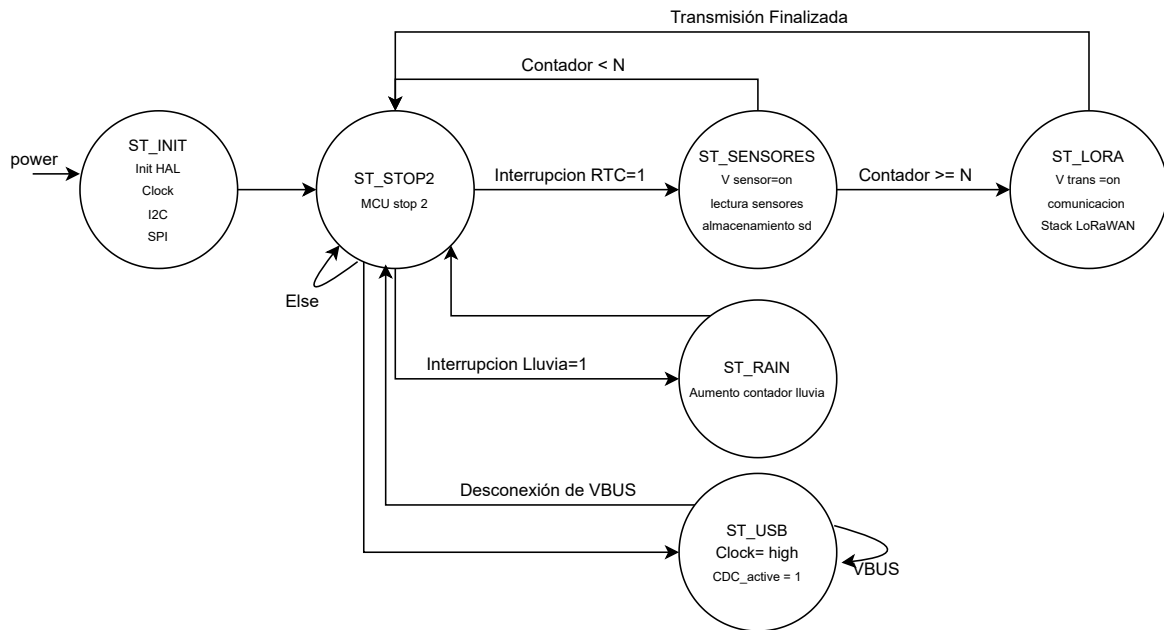 Transmisión Finalizada
Contador < N
power
ST_INIT
Init HAL
Clock
I2C
SPI
ST_STOP2
MCU stop 2
Interrupcion RTC=1
ST_SENSORES
V sensor=on
lectura sensores
almacenamiento sd
Contador >= N
ST_LORA
V trans =on
comunicacion
Stack LoRaWAN
Else
Interrupcion Lluvia=1
ST_RAIN
Aumento contador lluvia
Desconexión de VBUS
ST_USB
Clock= high
CDC_active = 1
VBUS